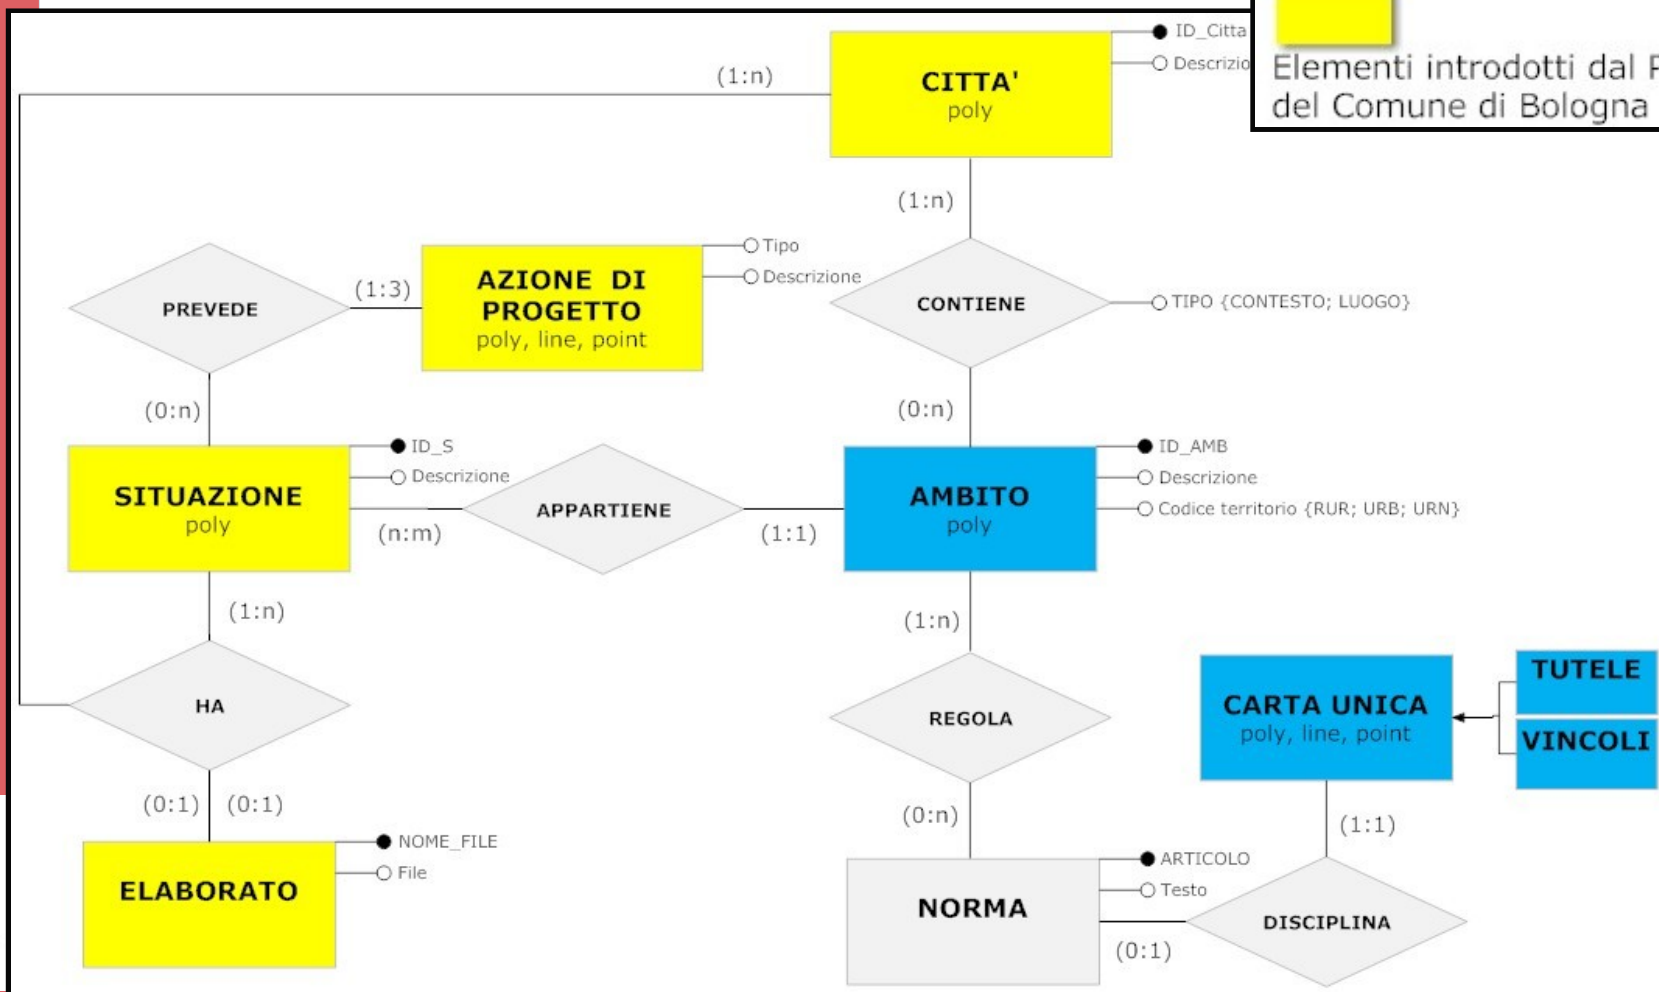 ID_Citta
Elementi introdotti dal
del Comune di Bologna
CITTA'
poly
(1:n)
(1:n)
PREVEDE
(1:3)
AZIONE DI
PROGETTO
poly, line, point
Tipo
Descrizione
CONTIENE
TIPO {CONTESTO; LUOGO}
(0:n)
(0:n)
SITUAZIONE
poly
ID_S
Descrizione
(n:m)
APPARTIENE
(1:1)
AMBITO
poly
ID_AMB
Descrizione
Codice territorio {RUR; URB; URN}
(1:n)
(1:n)
HA
REGOLA
CARTA UNICA
poly, line, point
TUTELE
VINCOLI
(0:1) (0:1)
(0:n)
(1:1)
ELABORATO
NOME_FILE
File
NORMA
ARTICOLO
Testo
(0:1)
DISCIPLINA